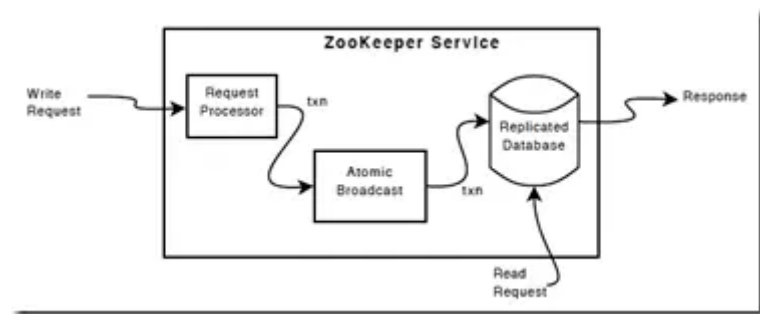 ZooKeeper Service
Write
Request
Request
Processor
txn
Atomic
Broadcast
txn
Replicated
Database
Response
Read
Request